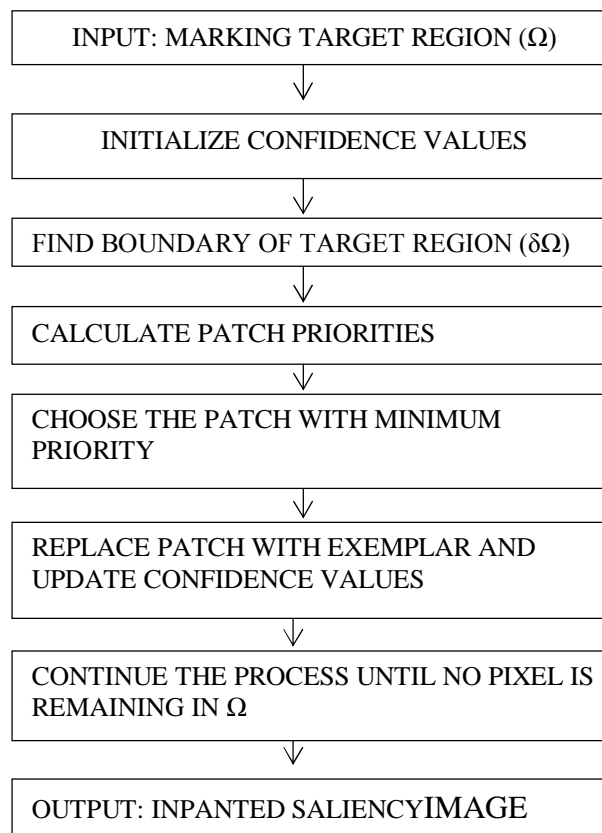 INPUT: MARKING TARGET REGION (Ω)
INITIALIZE CONFIDENCE VALUES
FIND BOUNDARY OF TARGET REGION (δΩ)
CALCULATE PATCH PRIORITIES
CHOOSE THE PATCH WITH MINIMUM
PRIORITY
REPLACE PATCH WITH EXEMPLAR AND
UPDATE CONFIDENCE VALUES
CONTINUE THE PROCESS UNTIL NO PIXEL IS
REMAINING IN Ω
OUTPUT: INPANTED SALIENCYIMAGE